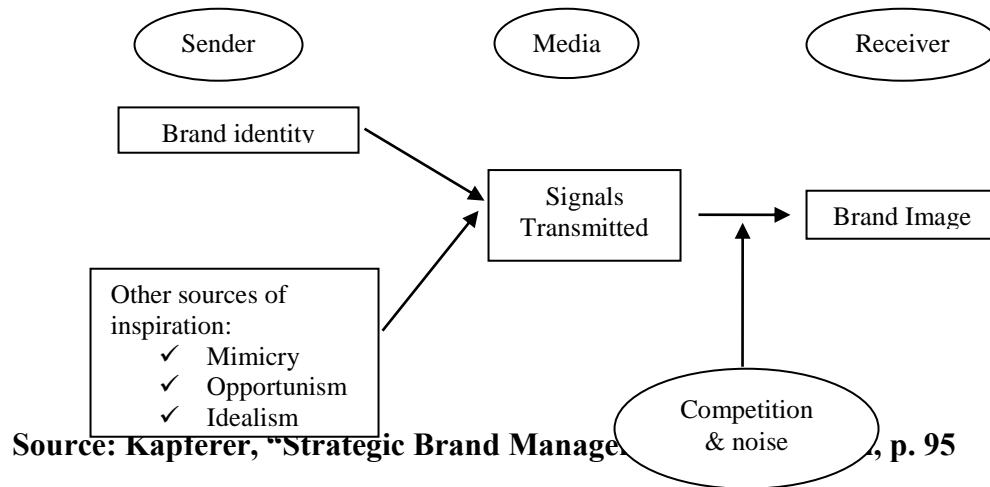 Sender
Media
Receiver
Brand identity
Signals
Transmitted
Brand Image
Other sources of
inspiration:
✓ Mimicry
✓ Opportunism
✓ Idealism
Competition
& noise
Source: Kapferer, “Strategic Brand , p. 95